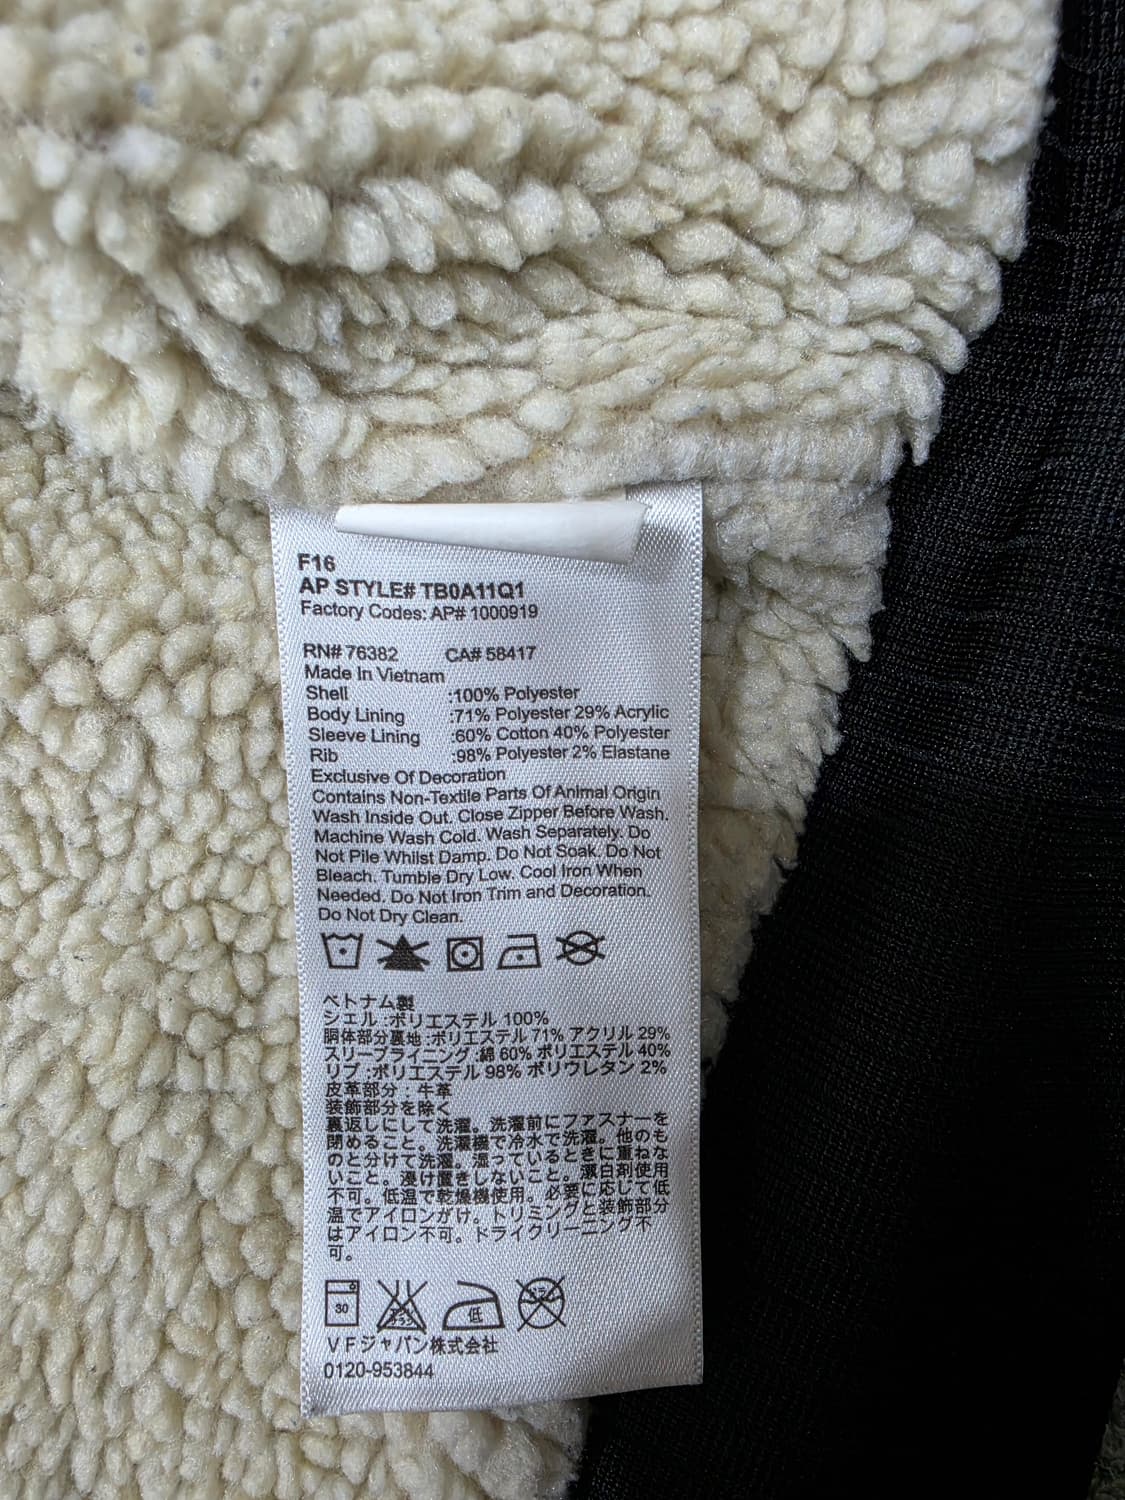 F16
AP STYLE# TB0A11Q1
Factory Codes: AP# 1000919
RN# 76382 CA# 58417
Made In Vietnam
Shell :100% Polyester
Body Lining :71% Polyester 29% Acrylic
Sleeve Lining :60% Cotton 40% Polyester
Rib :98% Polyester 2% Elastane
Exclusive Of Decoration
Contains Non-Textile Parts Of Animal Origin
Wash Inside Out. Close Zipper Before Wash.
Machine Wash Cold. Wash Separately. Do
Not Pile Whilst Damp. Do Not Soak. Do Not
Bleach. Tumble Dry Low. Cool Iron When
Needed. Do Not Iron Trim and Decoration.
Do Not Dry Clean.
ベトナム製
シエル :ポリエステル 100%
胴体部分裏地 :ポリエステル 71% アクリル 29%
スリーブライニング :綿 60% ポリエステル 40%
リブ :ポリエステル 98% ポリウレタン 2%
皮革部分 : 牛革
装飾部分を除く
裏返しにして洗濯。洗濯前にファスナーを
閉めること。洗濯機で冷水で洗濯。他のも
のと分けて洗濯。湿っているときに重ねな
いこと。浸け置きしないこと。漂白剤使用
不可。低温で乾燥機使用。必要に応じて低
温でアイロンがけ。トリミングと装飾部分
はアイロン不可。ドライクリーニング不
可。
30 低
VFジャパン株式会社
0120-953844